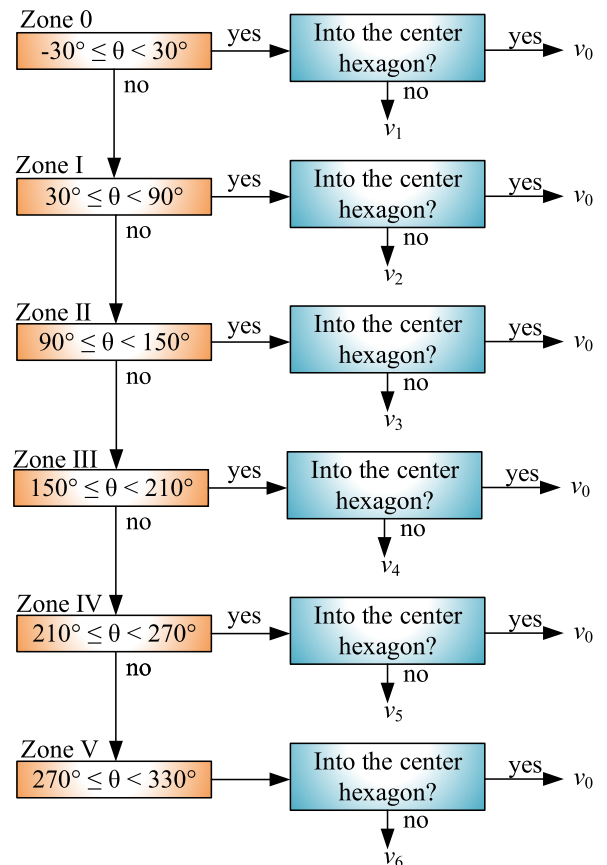 Zone 0
-30° ≤ θ < 30°
yes
Into the center
hexagon?
yes
v0
no
no
v1
Zone I
30° ≤ θ < 90°
yes
Into the center
hexagon?
yes
v0
no
no
v2
Zone II
90° ≤ θ < 150°
yes
Into the center
hexagon?
yes
v0
no
no
v3
Zone III
150° ≤ θ < 210°
yes
Into the center
hexagon?
yes
v0
no
no
v4
Zone IV
210° ≤ θ < 270°
yes
Into the center
hexagon?
yes
v0
no
no
v5
Zone V
270° ≤ θ < 330°
Into the center
hexagon?
yes
v0
no
v6